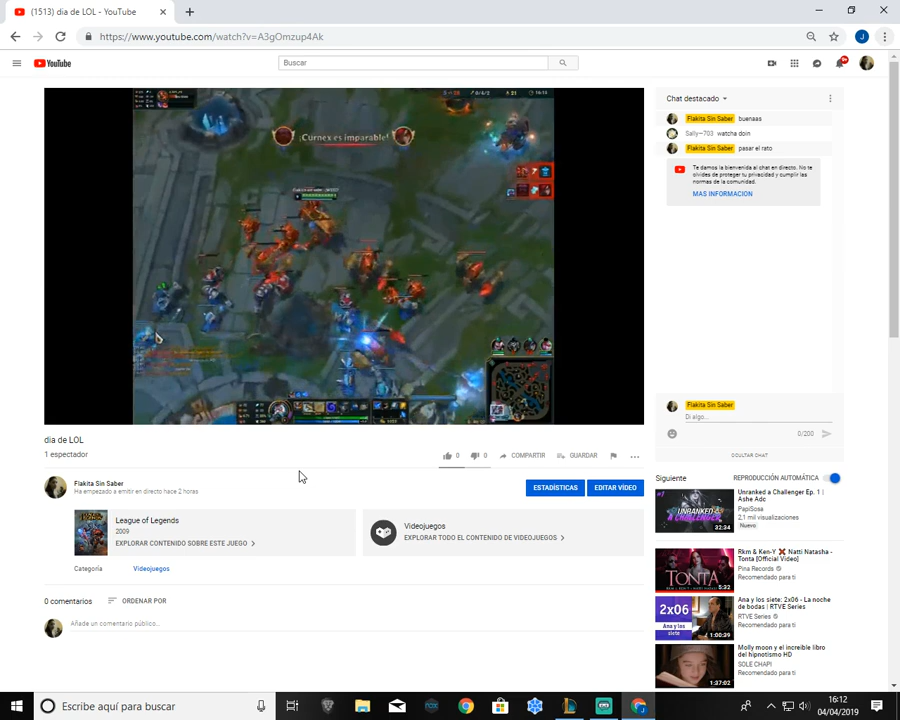 (1513) dia de LOL - YouTube
https://www.youtube.com/watch?v=A3gOmzup4Ak
J
YouTube
Buscar
9+
¡Curnex es imparable!
16:13
dia de LOL
1 espectador
0
0
COMPARTIR
GUARDAR
Flakita Sin Saber
Ha empezado a emitir en directo hace 2 horas
ESTADÍSTICAS
EDITAR VÍDEO
League of Legends
2009
EXPLORAR CONTENIDO SOBRE ESTE JUEGO
Videojuegos
EXPLORAR TODO EL CONTENIDO DE VIDEOJUEGOS
Categoría
Videojuegos
0 comentarios
ORDENAR POR
Añade un comentario público...
Chat destacado
Flakita Sin Saber buenaas
Sally-703 watcha doin
Flakita Sin Saber pasar el rato
Te damos la bienvenida al chat en directo. No te
olvides de proteger tu privacidad y cumplir las
normas de la comunidad.
MÁS INFORMACIÓN
Flakita Sin Saber
Di algo...
0/200
OCULTAR CHAT
Siguiente
REPRODUCCIÓN AUTOMÁTICA
#1
UNRANKED A
CHALLENGER
32:34
Unranked a Challenger Ep. 1 |
Ashe Adc
PapiSosa
2,1 mil visualizaciones
Nuevo
TONTA
5:32
Rkm & Ken-Y ❌ Natti Natasha -
Tonta [Official Video]
Pina Records
Recomendado para ti
2x06
Ana y los
siete
1:00:39
Ana y los siete: 2x06 - La noche
de bodas | RTVE Series
RTVE Series
Recomendado para ti
1:37:02
Molly moon y el increible libro
del hipnotismo HD
SOLE CHAPI
Recomendado para ti
Escribe aquí para buscar
16:12
04/04/2019